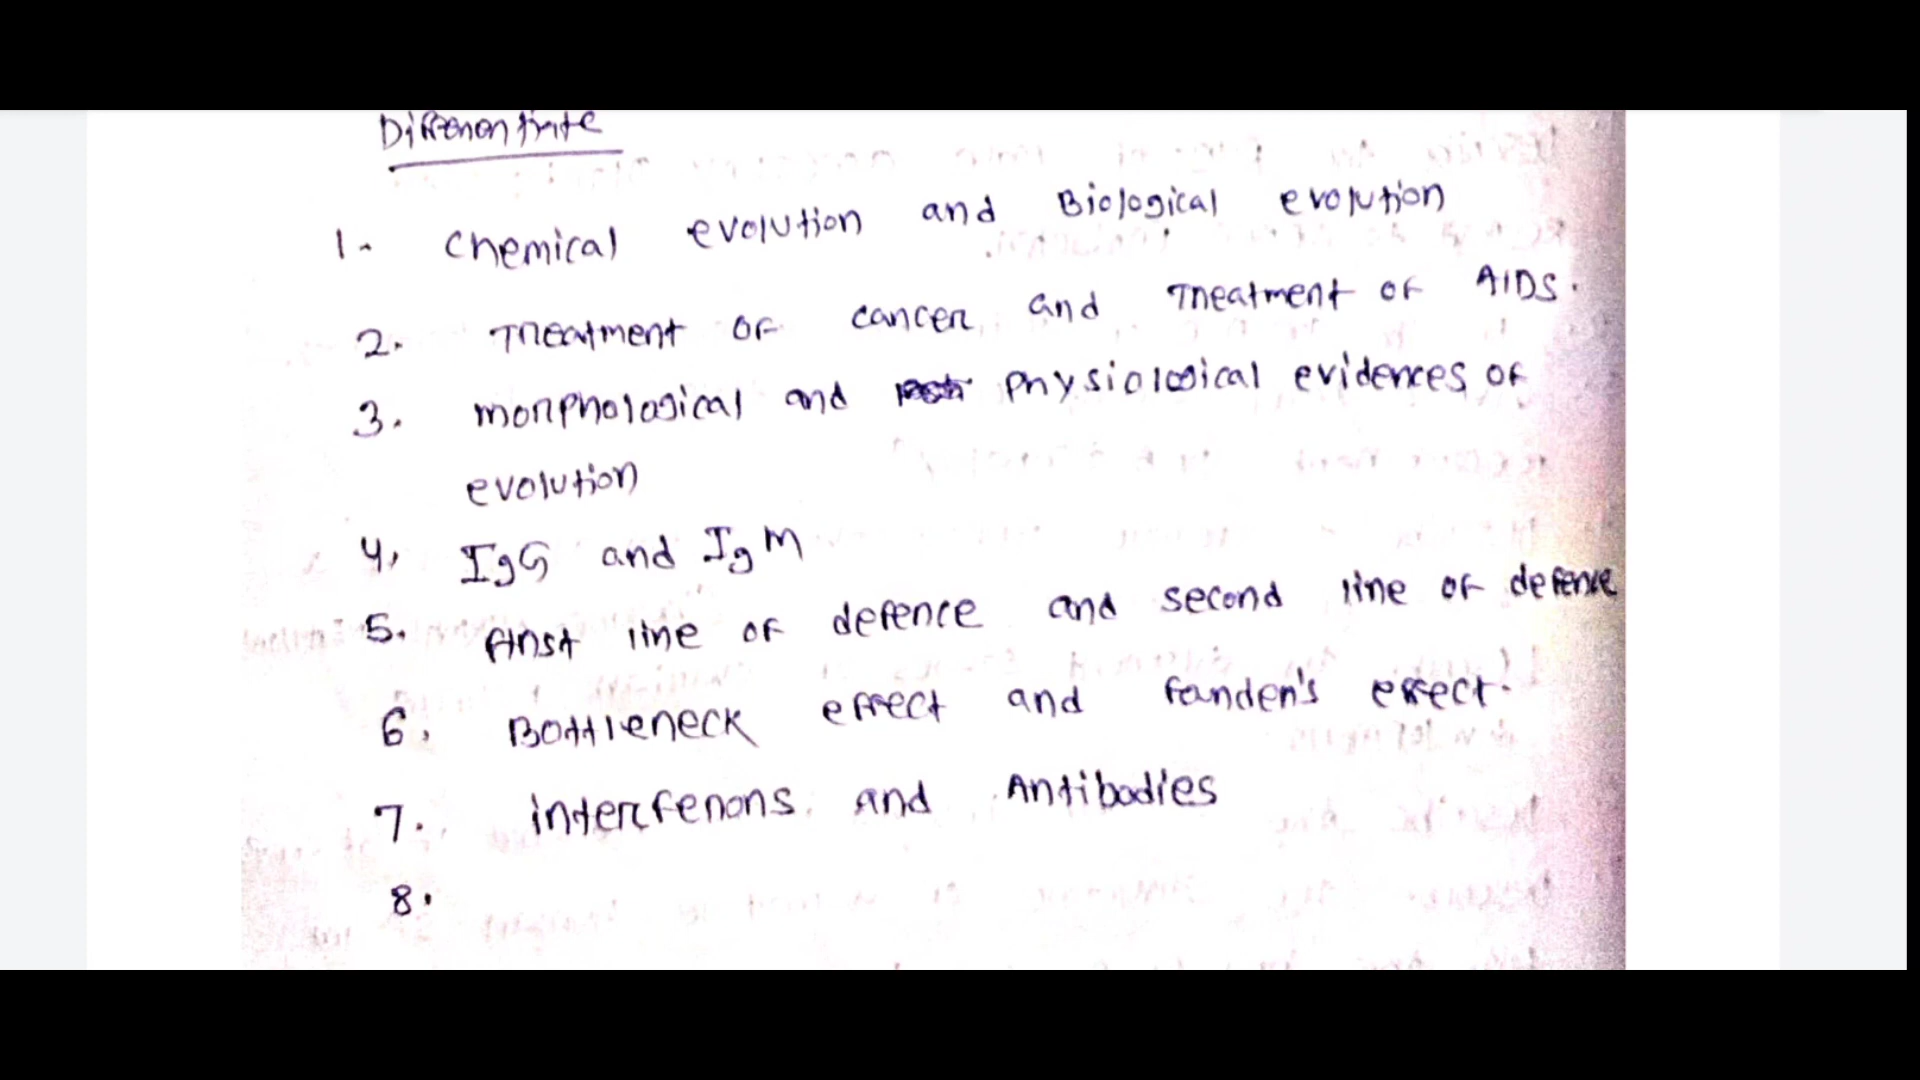 Differentiate
1. Chemical evolution and Biological evolution
2. Treatment of cancer and Treatment of AIDS.
3. morphological and physiological evidences of
evolution
4. IgG and IgM
5. first line of defence and second line of defence
6. Bottleneck effect and founder's effect.
7. interferons and Antibodies
8.